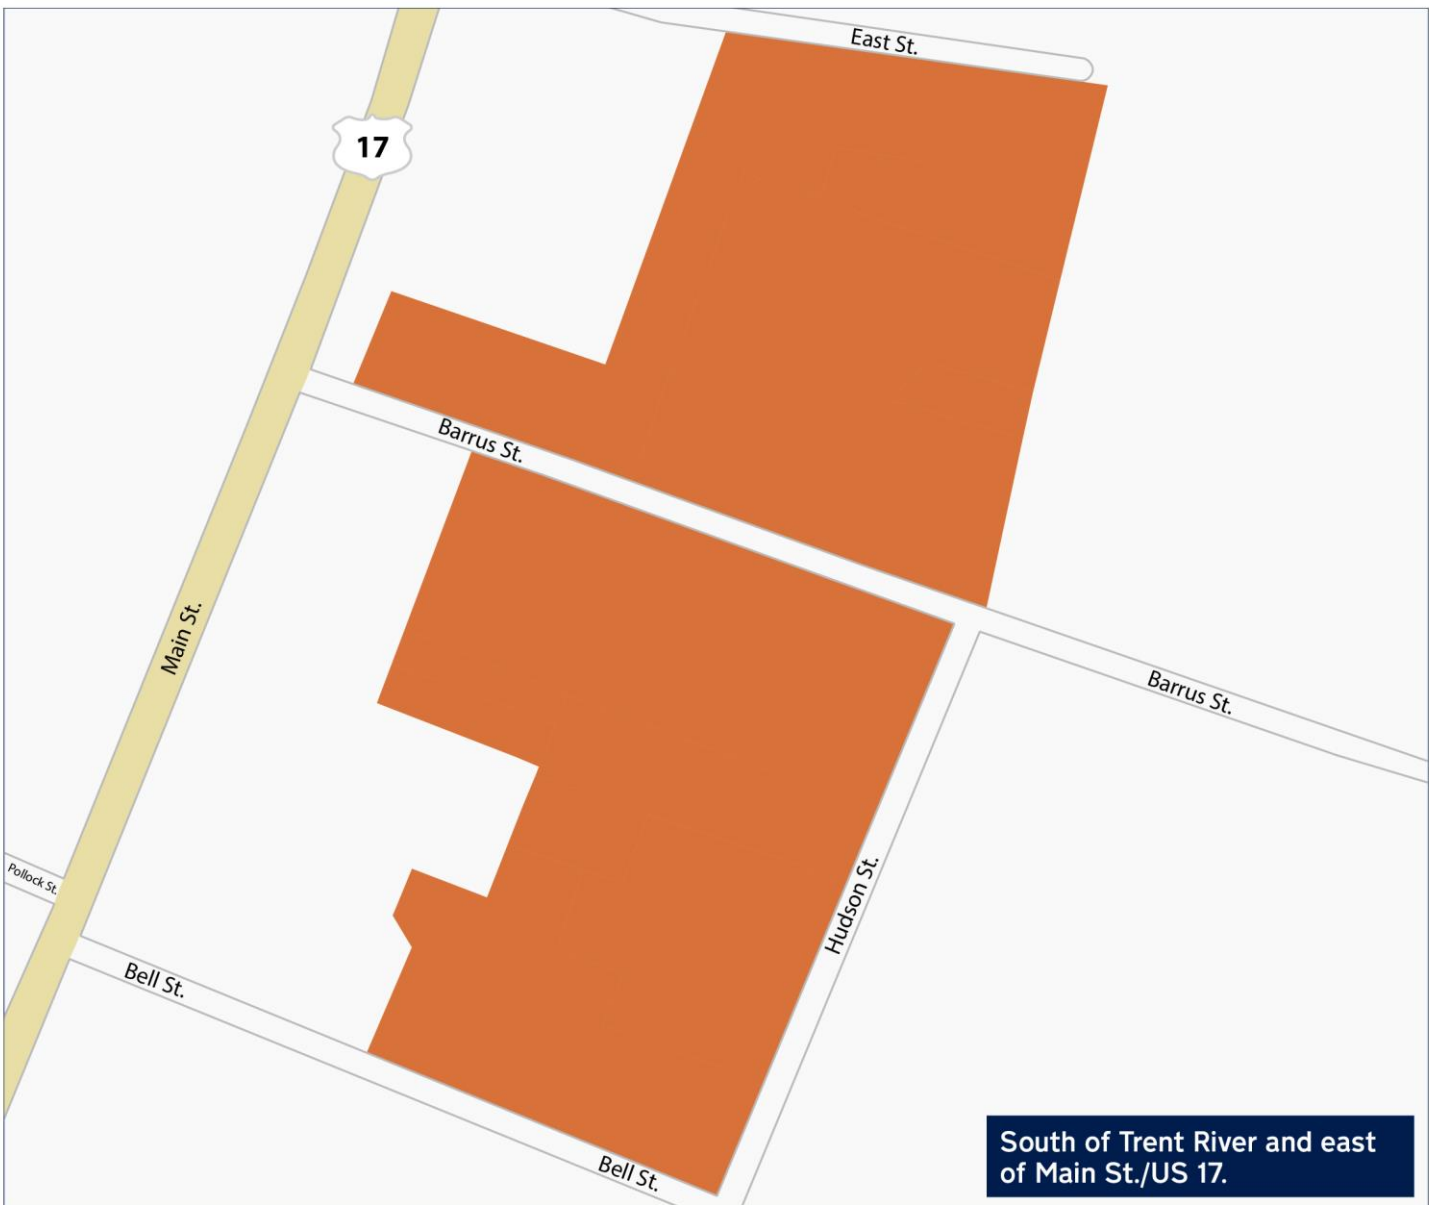 East St.
17
Barrus St.
Main St.
Barrus St.
Pollock St.
Hudson St.
Bell St.
Bell St.
South of Trent River and east
of Main St./US 17.